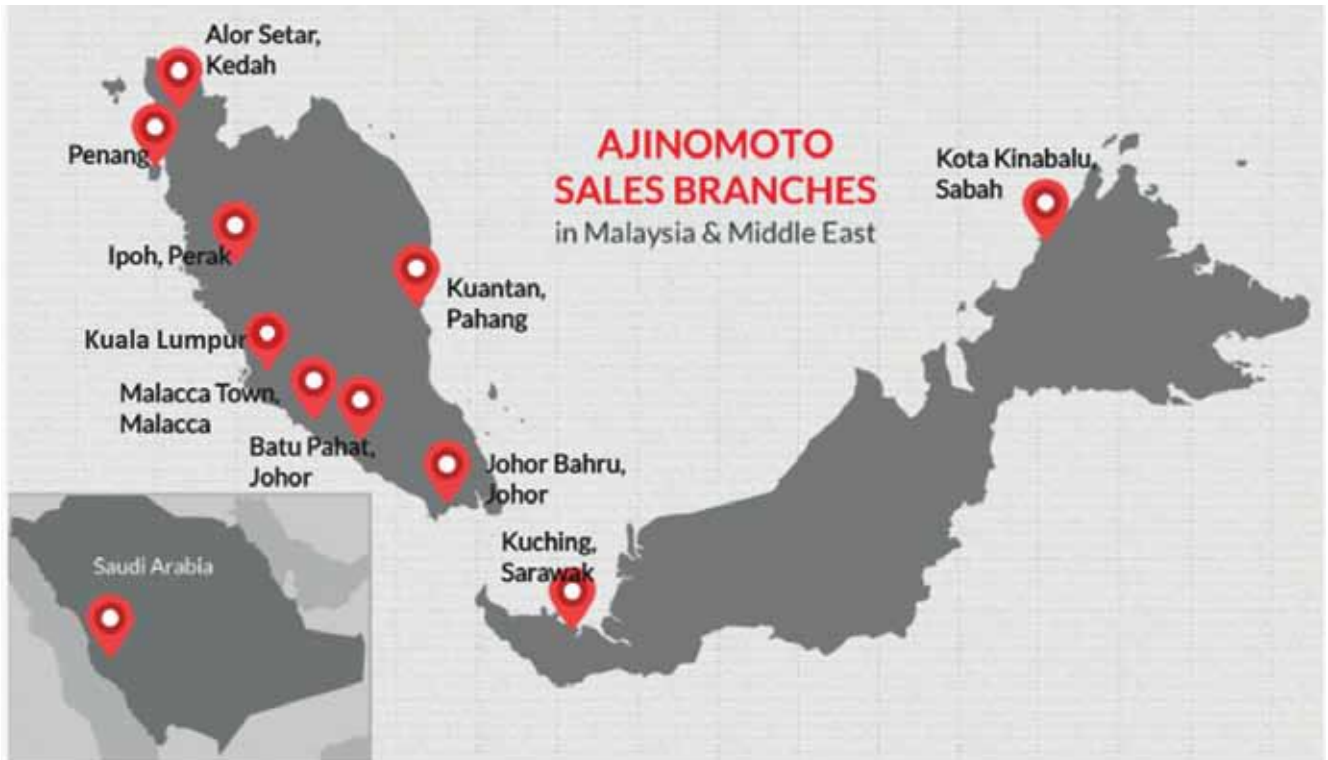 Alor Setar,
Kedah
Penang
AJINOMOTO
SALES BRANCHES
in Malaysia & Middle East
Kota Kinabalu,
Sabah
Ipoh, Perak
Kuantan,
Pahang
Kuala Lumpur
Malacca Town,
Malacca
Batu Pahat,
Johor
Johor Bahru,
Johor
Kuching,
Sarawak
Saudi Arabia